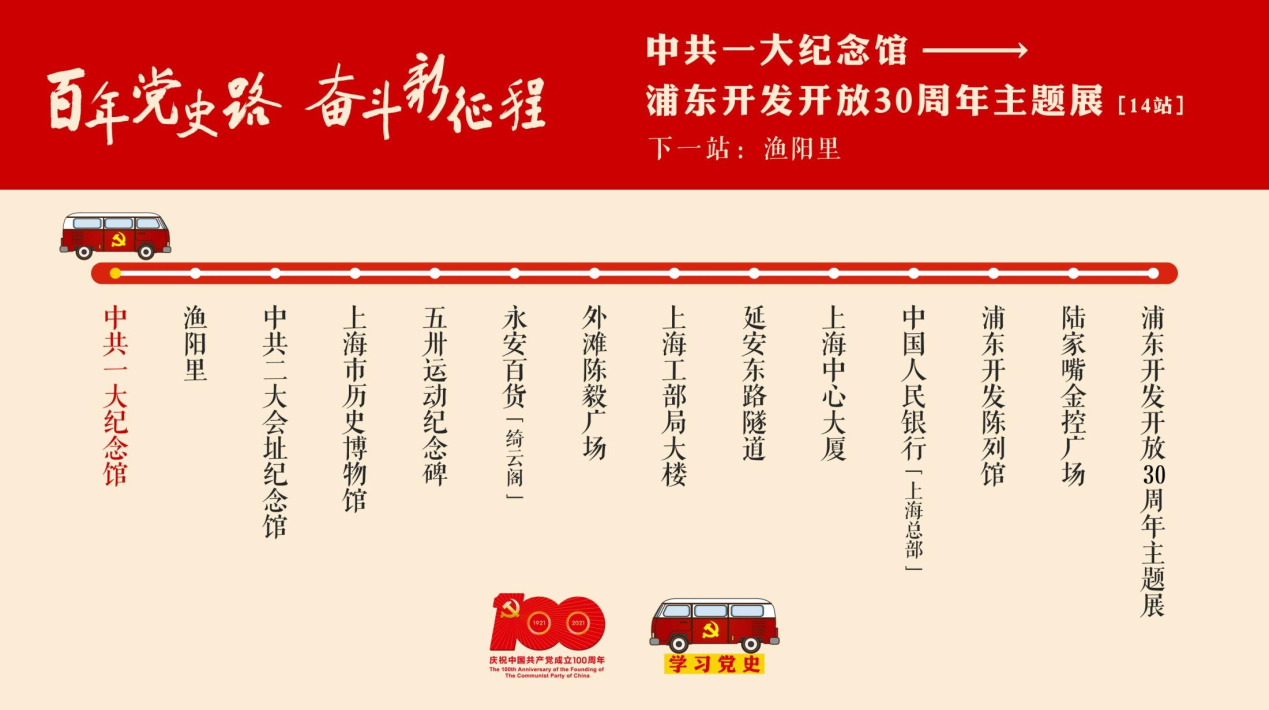 百年党史路 奋斗新征程
中共一大纪念馆
浦东开发开放30周年主题展 [14站]
下一站：渔阳里
中共一大纪念馆
渔阳里
中共二大会址纪念馆
上海市历史博物馆
五卅运动纪念碑
永安百货「绮云阁」
外滩陈毅广场
上海工部局大楼
延安东路隧道
上海中心大厦
中国人民银行「上海总部」
浦东开发陈列馆
陆家嘴金控广场
浦东开发开放30周年主题展
100
1921 2021
庆祝中国共产党成立100周年
The 100th Anniversary of the Founding of
The Communist Party of China
学习党史